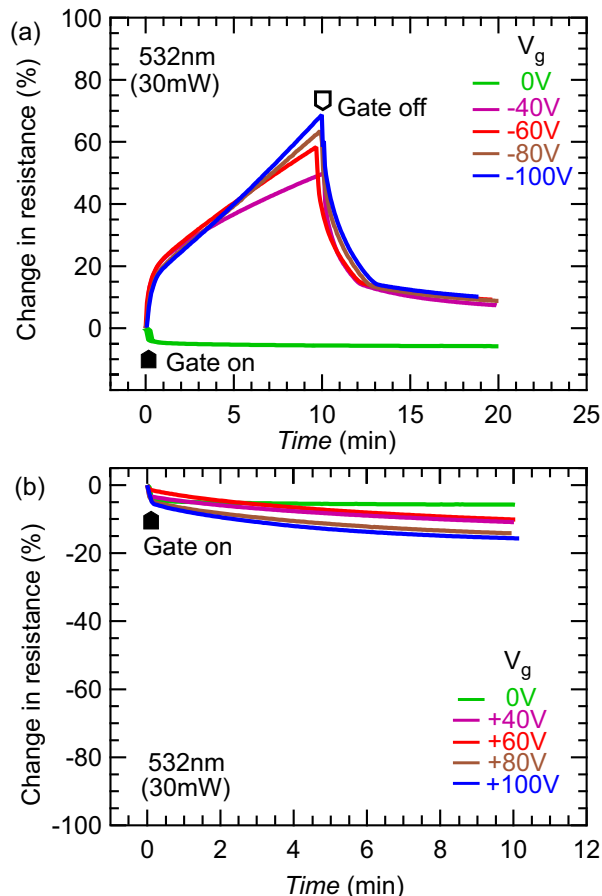 (a)
Change in resistance (%)
100
80
60
40
20
0
532nm
(30mW)
Gate off
Gate on
Vg
0V
-40V
-60V
-80V
-100V
0 5 10 15 20 25
Time (min)
(b)
Change in resistance (%)
0
-20
-40
-60
-80
-100
Gate on
532nm
(30mW)
Vg
0V
+40V
+60V
+80V
+100V
0 2 4 6 8 10 12
Time (min)